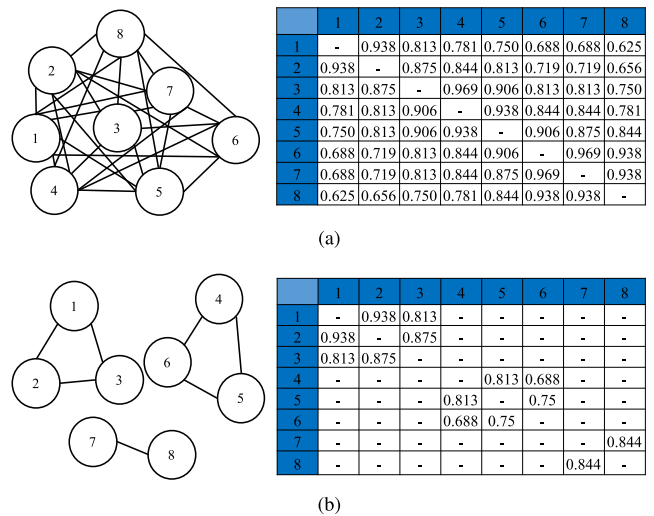 8
2
7
3
1
6
4
5
1 2 3 4 5 6 7 8
1 - 0.938 0.813 0.781 0.750 0.688 0.688 0.625
2 0.938 - 0.875 0.844 0.813 0.719 0.719 0.656
3 0.813 0.875 - 0.969 0.906 0.813 0.813 0.750
4 0.781 0.813 0.906 - 0.938 0.844 0.844 0.781
5 0.750 0.813 0.906 0.938 - 0.906 0.875 0.844
6 0.688 0.719 0.813 0.844 0.906 - 0.969 0.938
7 0.688 0.719 0.813 0.844 0.875 0.969 - 0.938
8 0.625 0.656 0.750 0.781 0.844 0.938 0.938 -
(a)
1
4
6
2
3
5
7
8
1 2 3 4 5 6 7 8
1 - 0.938 0.813 - - - - -
2 0.938 - 0.875 - - - - -
3 0.813 0.875 - - - - - -
4 - - - - 0.813 0.688 - -
5 - - - 0.813 - 0.75 - -
6 - - - 0.688 0.75 - - -
7 - - - - - - - 0.844
8 - - - - - - 0.844 -
(b)